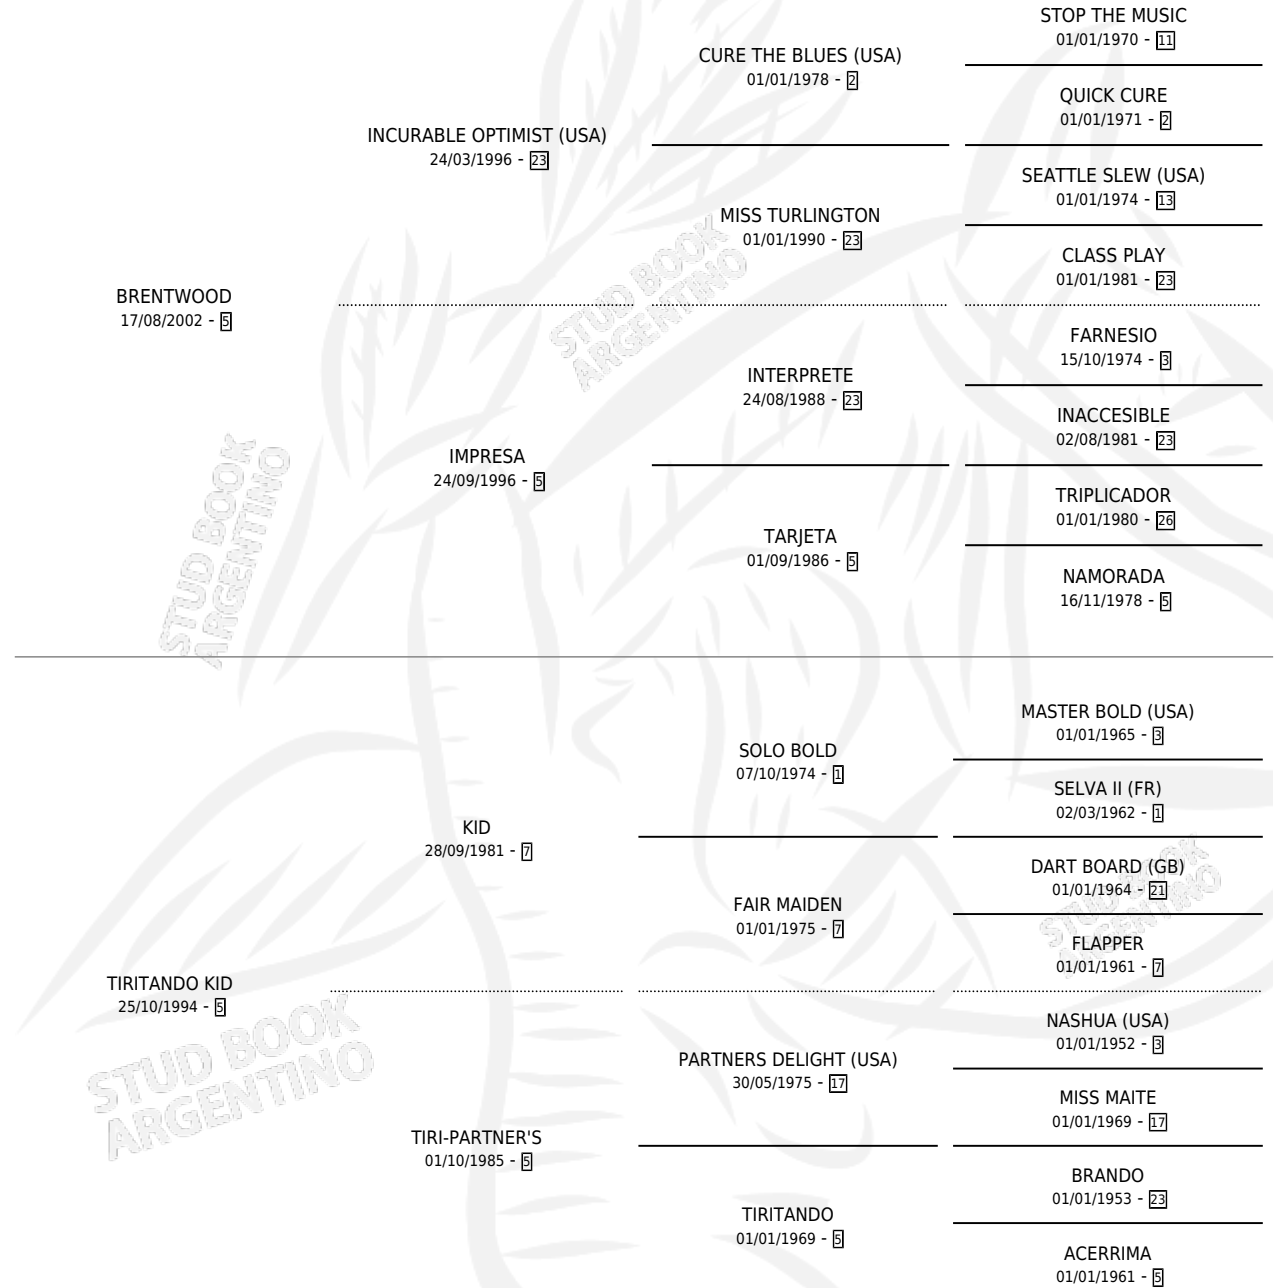 STOP THE MUSIC
01/01/1970 - 11
CURE THE BLUES (USA)
01/01/1978 - 2
QUICK CURE
01/01/1971 - 2
INCURABLE OPTIMIST (USA)
24/03/1996 - 23
SEATTLE SLEW (USA)
01/01/1974 - 13
MISS TURLINGTON
01/01/1990 - 23
CLASS PLAY
01/01/1981 - 23
BRENTWOOD
17/08/2002 - 5
STUD BOOK
ARGENTINO
FARNESIO
15/10/1974 - 3
INTERPRETE
24/08/1988 - 23
INACCESIBLE
02/08/1981 - 23
IMPRESA
24/09/1996 - 5
TRIPLICADOR
01/01/1980 - 26
TARJETA
01/09/1986 - 5
NAMORADA
16/11/1978 - 5
STUD BOOK
ARGENTINO
MASTER BOLD (USA)
01/01/1965 - 3
SOLO BOLD
07/10/1974 - 1
SELVA II (FR)
02/03/1962 - 1
KID
28/09/1981 - 7
DART BOARD (GB)
01/01/1964 - 21
FAIR MAIDEN
01/01/1975 - 7
STUD BOOK
ARGENTINO
FLAPPER
01/01/1961 - 7
TIRITANDO KID
25/10/1994 - 5
NASHUA (USA)
01/01/1952 - 3
PARTNERS DELIGHT (USA)
30/05/1975 - 17
MISS MAITE
01/01/1969 - 17
STUD BOOK
ARGENTINO
TIRI-PARTNER'S
01/10/1985 - 5
BRANDO
01/01/1953 - 23
TIRITANDO
01/01/1969 - 5
ACERRIMA
01/01/1961 - 5